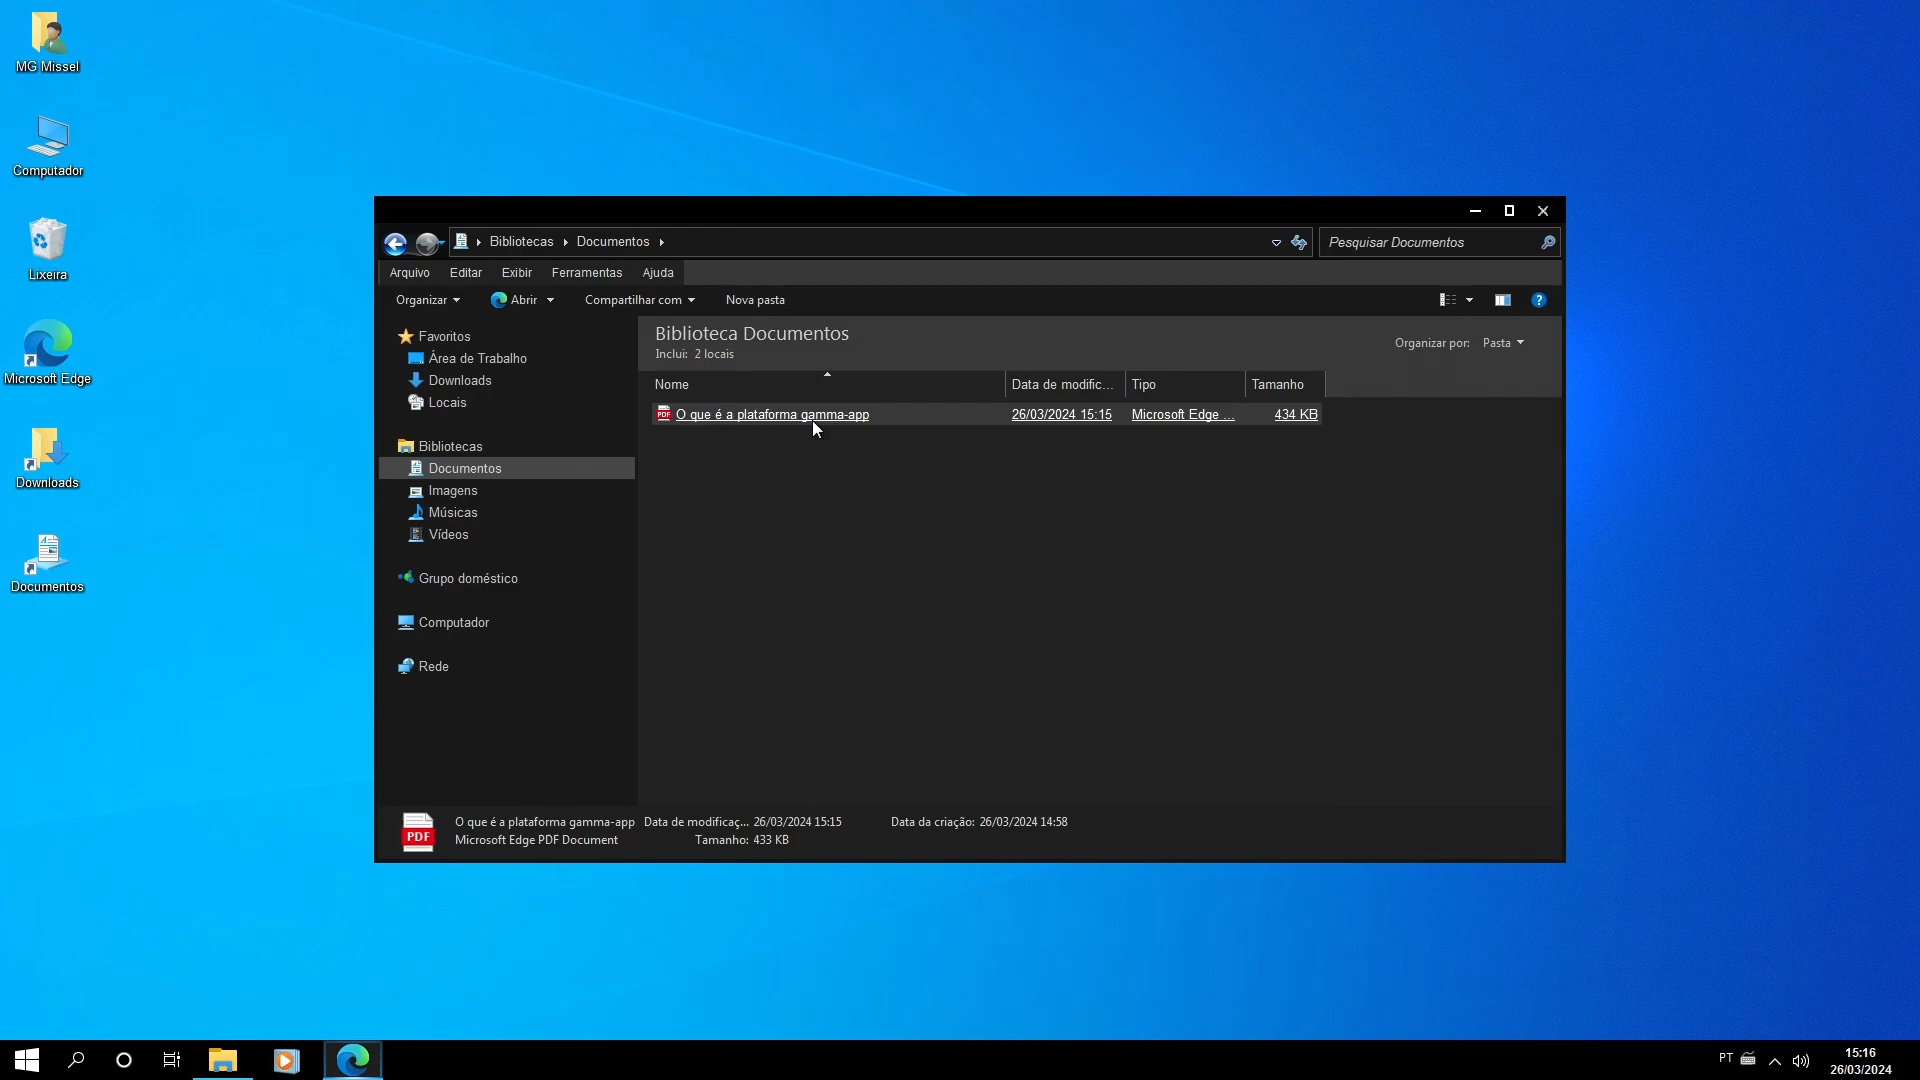 MG Missel
Computador
Lixeira
Microsoft Edge
Downloads
Documentos
Bibliotecas
Documentos
Pesquisar Documentos
Arquivo
Editar
Exibir
Ferramentas
Ajuda
Organizar
Abrir
Compartilhar com
Nova pasta
?
Favoritos
Área de Trabalho
Downloads
Locais
Bibliotecas
Documentos
Imagens
Músicas
Vídeos
Grupo doméstico
Computador
Rede
Biblioteca Documentos
Inclui: 2 locais
Organizar por: Pasta
Nome
Data de modific...
Tipo
Tamanho
PDF
O que é a plataforma gamma-app
26/03/2024 15:15
Microsoft Edge ...
434 KB
PDF
O que é a plataforma gamma-app
Data de modificaç... 26/03/2024 15:15
Data da criação: 26/03/2024 14:58
Microsoft Edge PDF Document
Tamanho: 433 KB
PT
15:16
26/03/2024